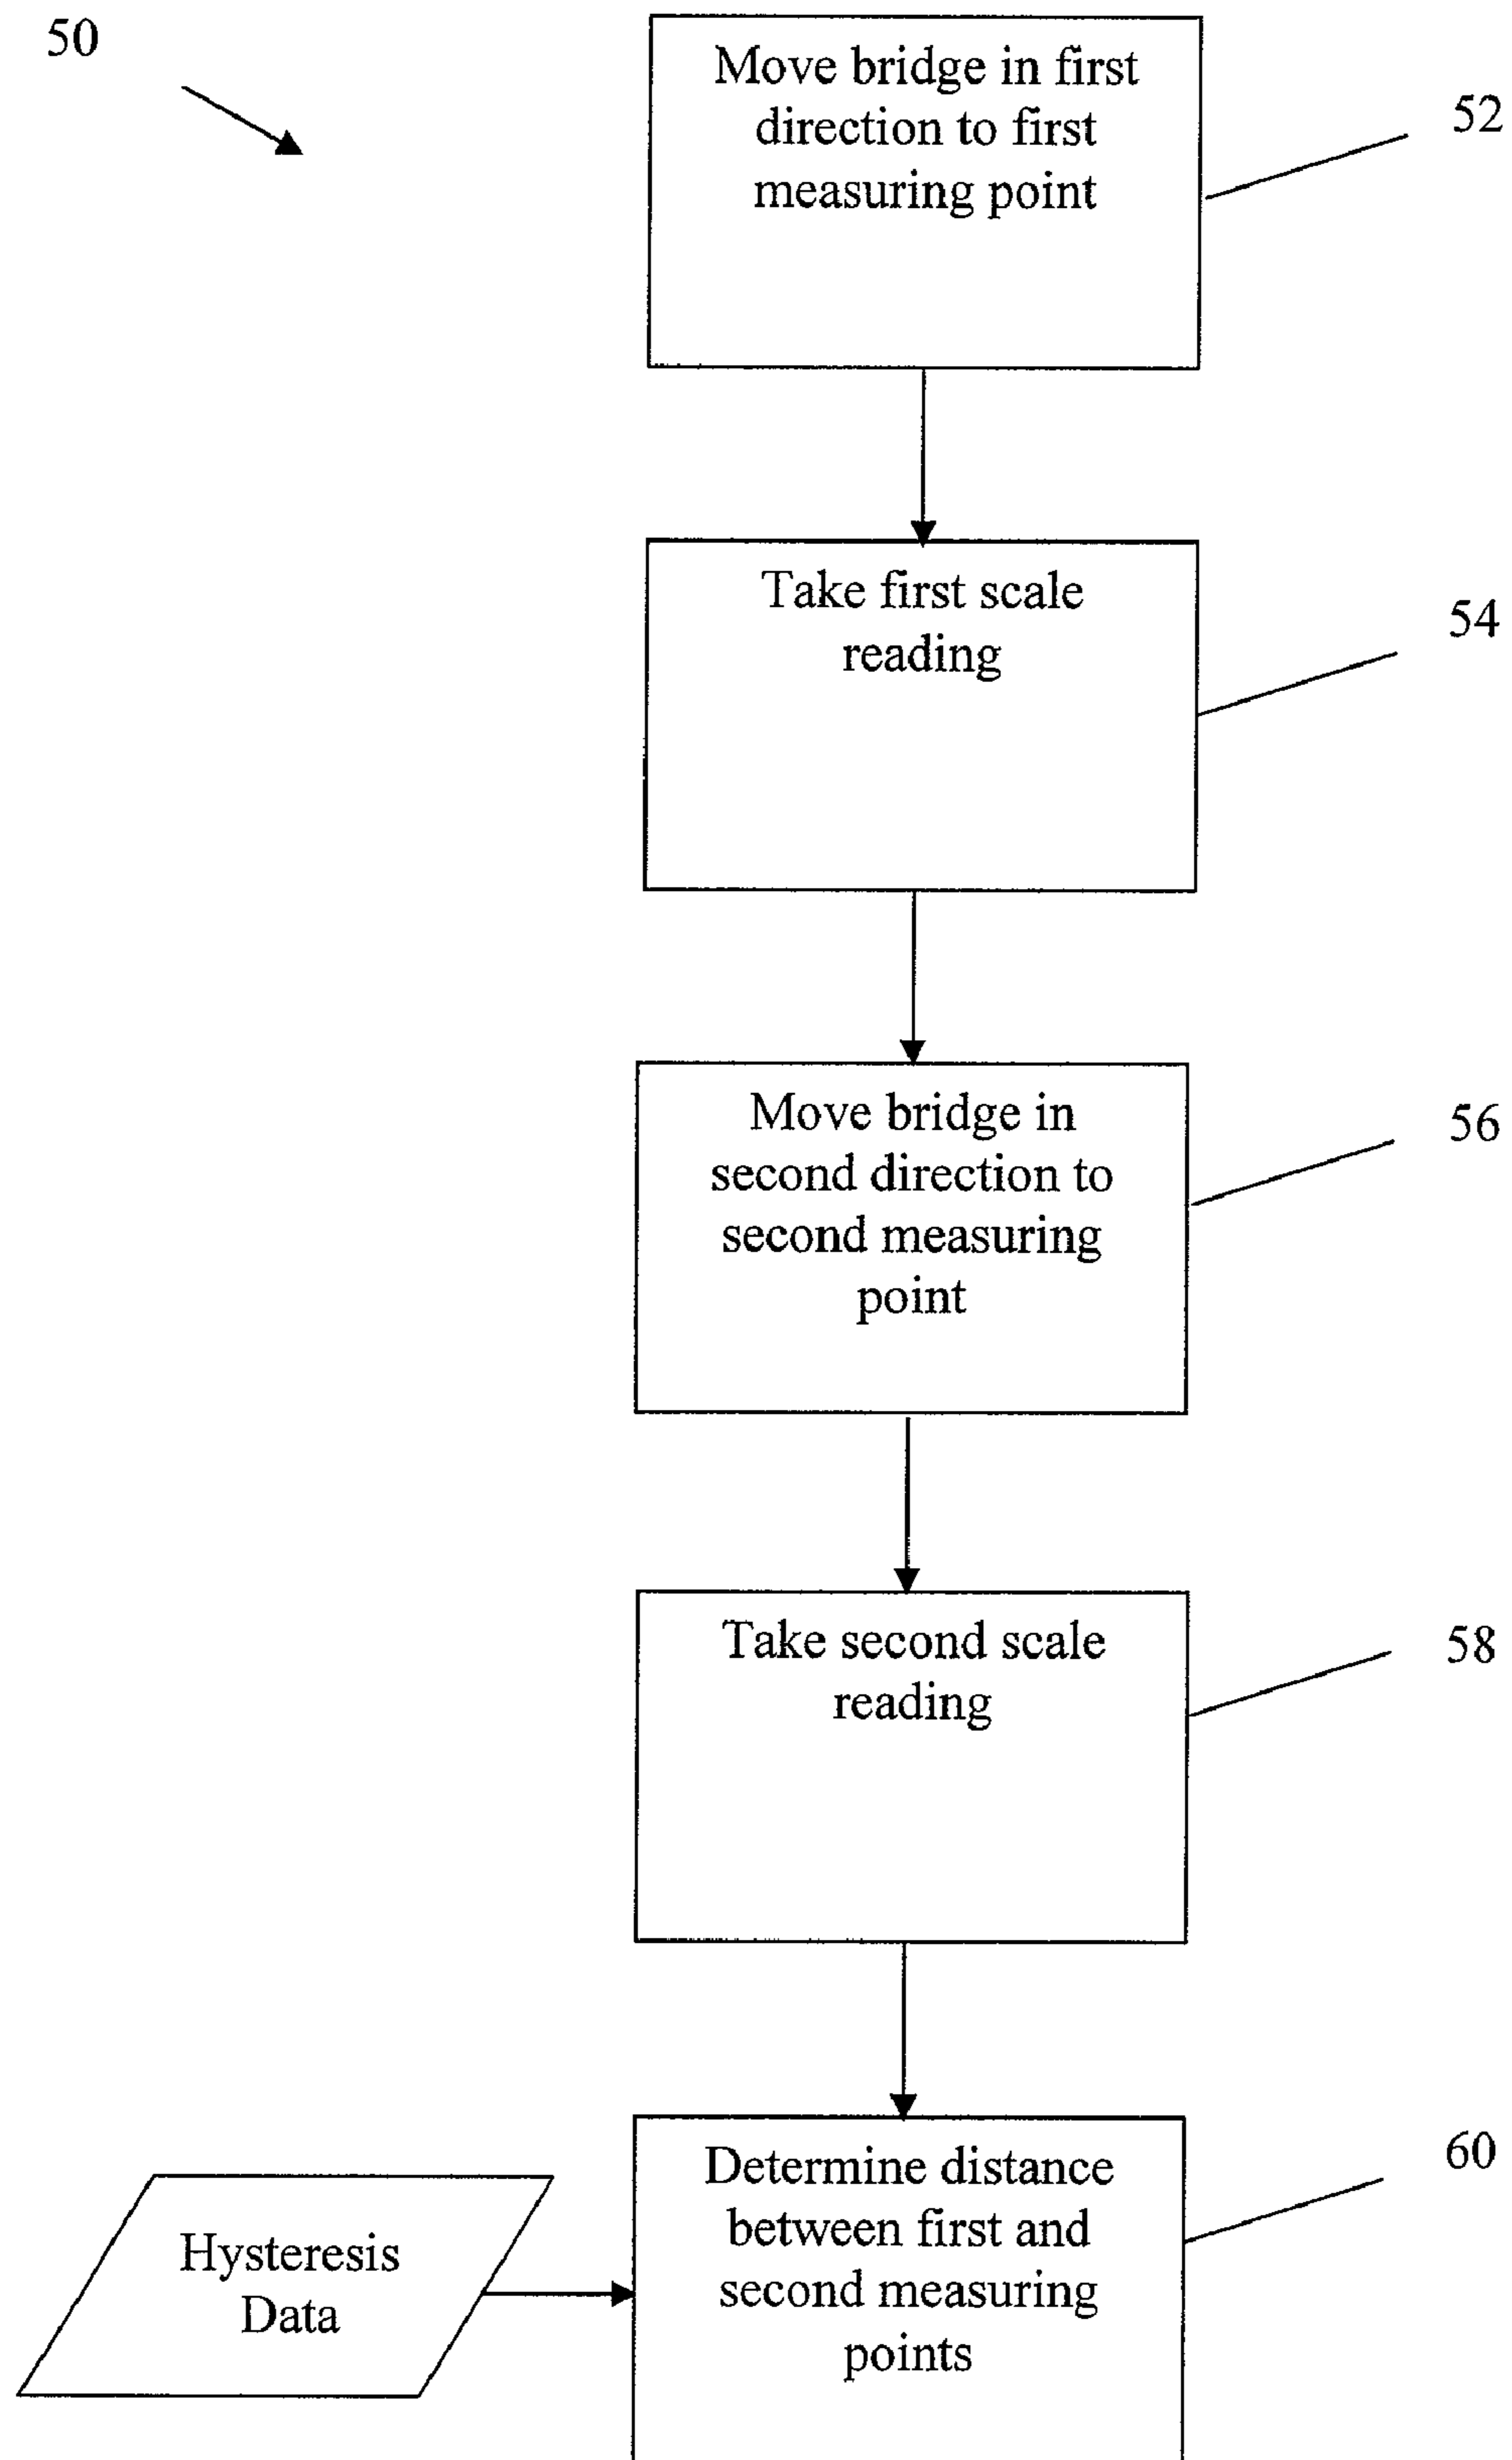 50
Move bridge in first
direction to first
measuring point
52
Take first scale
reading
54
Move bridge in
second direction to
second measuring
point
56
Take second scale
reading
58
Determine distance
between first and
second measuring
points
60
Hysteresis
Data